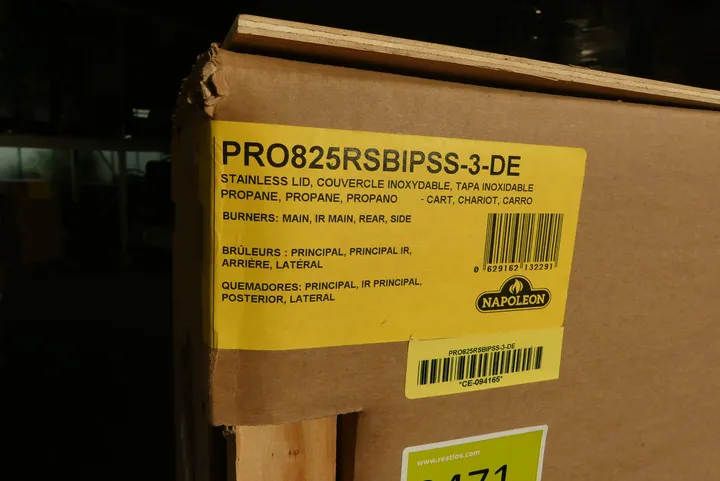 PRO825RSBIPSS-3-DE
STAINLESS LID, COUVERCLE INOXYDABLE, TAPA INOXIDABLE
PROPANE, PROPANE, PROPANO - CART, CHARIOT, CARRO
BURNERS: MAIN, IR MAIN, REAR, SIDE
BRÛLEURS : PRINCIPAL, PRINCIPAL IR,
ARRIÈRE, LATÉRAL
QUEMADORES: PRINCIPAL, IR PRINCIPAL,
POSTERIOR, LATERAL
0 629162 132291
NAPOLEON
PRO825RSBIPSS-3-DE
*CE-094165*
www.restlos.com